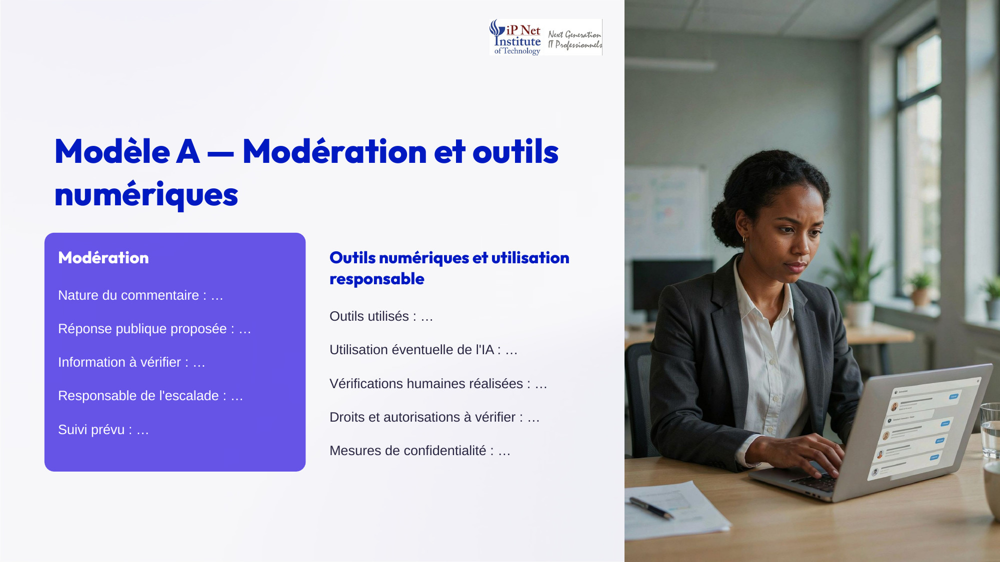 iP Net
Institute
of Technology
Next Generation
IT Professionnels
Modèle A — Modération et outils
numériques
Modération
Nature du commentaire : …
Réponse publique proposée : …
Information à vérifier : …
Responsable de l'escalade : …
Suivi prévu : …
Outils numériques et utilisation
responsable
Outils utilisés : …
Utilisation éventuelle de l'IA : …
Vérifications humaines réalisées : …
Droits et autorisations à vérifier : …
Mesures de confidentialité : …